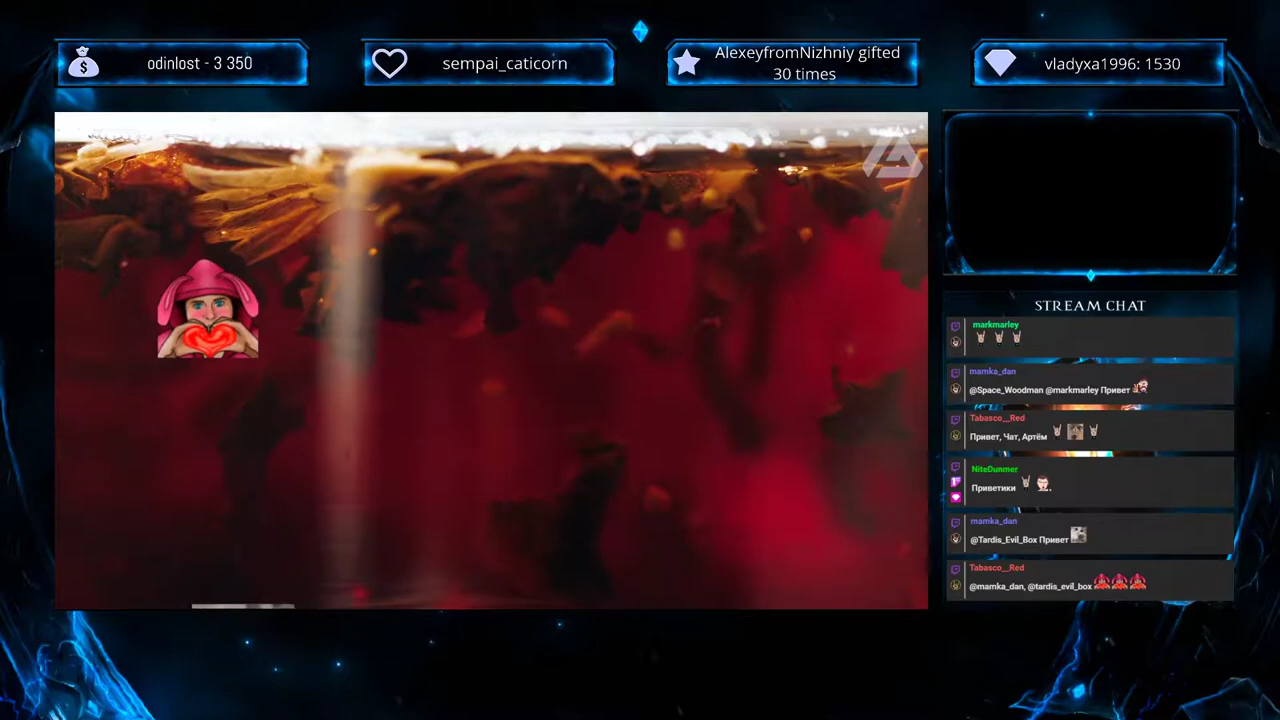 odinlost - 3 350
sempai_caticorn
AlexeyfromNizhniy gifted
30 times
vladyxa1996: 1530
STREAM CHAT
markmarley
mamka_dan
@Space_Woodman @markmarley Привет
Tabasco__Red
Привет, Чат, Артём
NiteDunmer
Приветики
mamka_dan
@Tardis_Evil_Box Привет
Tabasco__Red
@mamka_dan, @tardis_evil_box